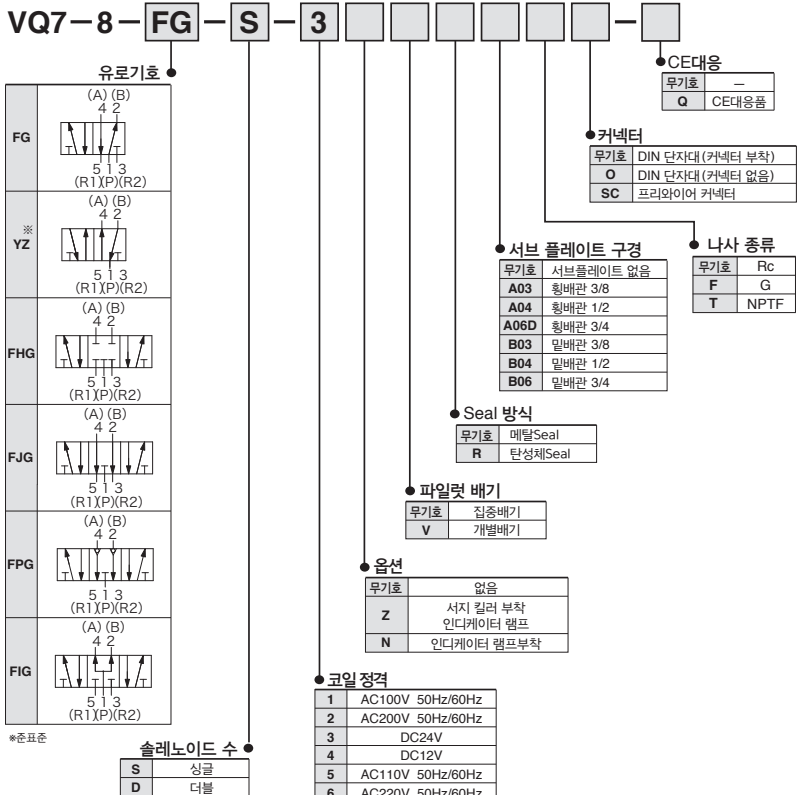 VQ7-8-FG-S-3
유로기호
FG
(A) (B)
4 2
5 1 3
(R1)(P)(R2)
※
YZ
(A) (B)
4 2
5 1 3
(R1)(P)(R2)
FHG
(A) (B)
4 2
5 1 3
(R1)(P)(R2)
FJG
(A) (B)
4 2
5 1 3
(R1)(P)(R2)
FPG
(A) (B)
4 2
5 1 3
(R1)(P)(R2)
FIG
(A) (B)
4 2
5 1 3
(R1)(P)(R2)
※준표준
솔레노이드 수
S 싱글
D 더블
코일 정격
1 AC100V 50Hz/60Hz
2 AC200V 50Hz/60Hz
3 DC24V
4 DC12V
5 AC110V 50Hz/60Hz
6 AC220V 50Hz/60Hz
옵션
무기호 없음
Z 서지 킬러 부착
인디케이터 램프
N 인디케이터 램프부착
파일럿 배기
무기호 집중배기
V 개별배기
Seal 방식
무기호 메탈Seal
R 탄성체Seal
서브 플레이트 구경
무기호 서브플레이트 없음
A03 횡배관 3/8
A04 횡배관 1/2
A06D 횡배관 3/4
B03 밑배관 3/8
B04 밑배관 1/2
B06 밑배관 3/4
나사 종류
무기호 Rc
F G
T NPTF
커넥터
무기호 DIN 단자대(커넥터 부착)
O DIN 단자대(커넥터 없음)
SC 프리와이어 커넥터
CE대응
무기호 —
Q CE대응품